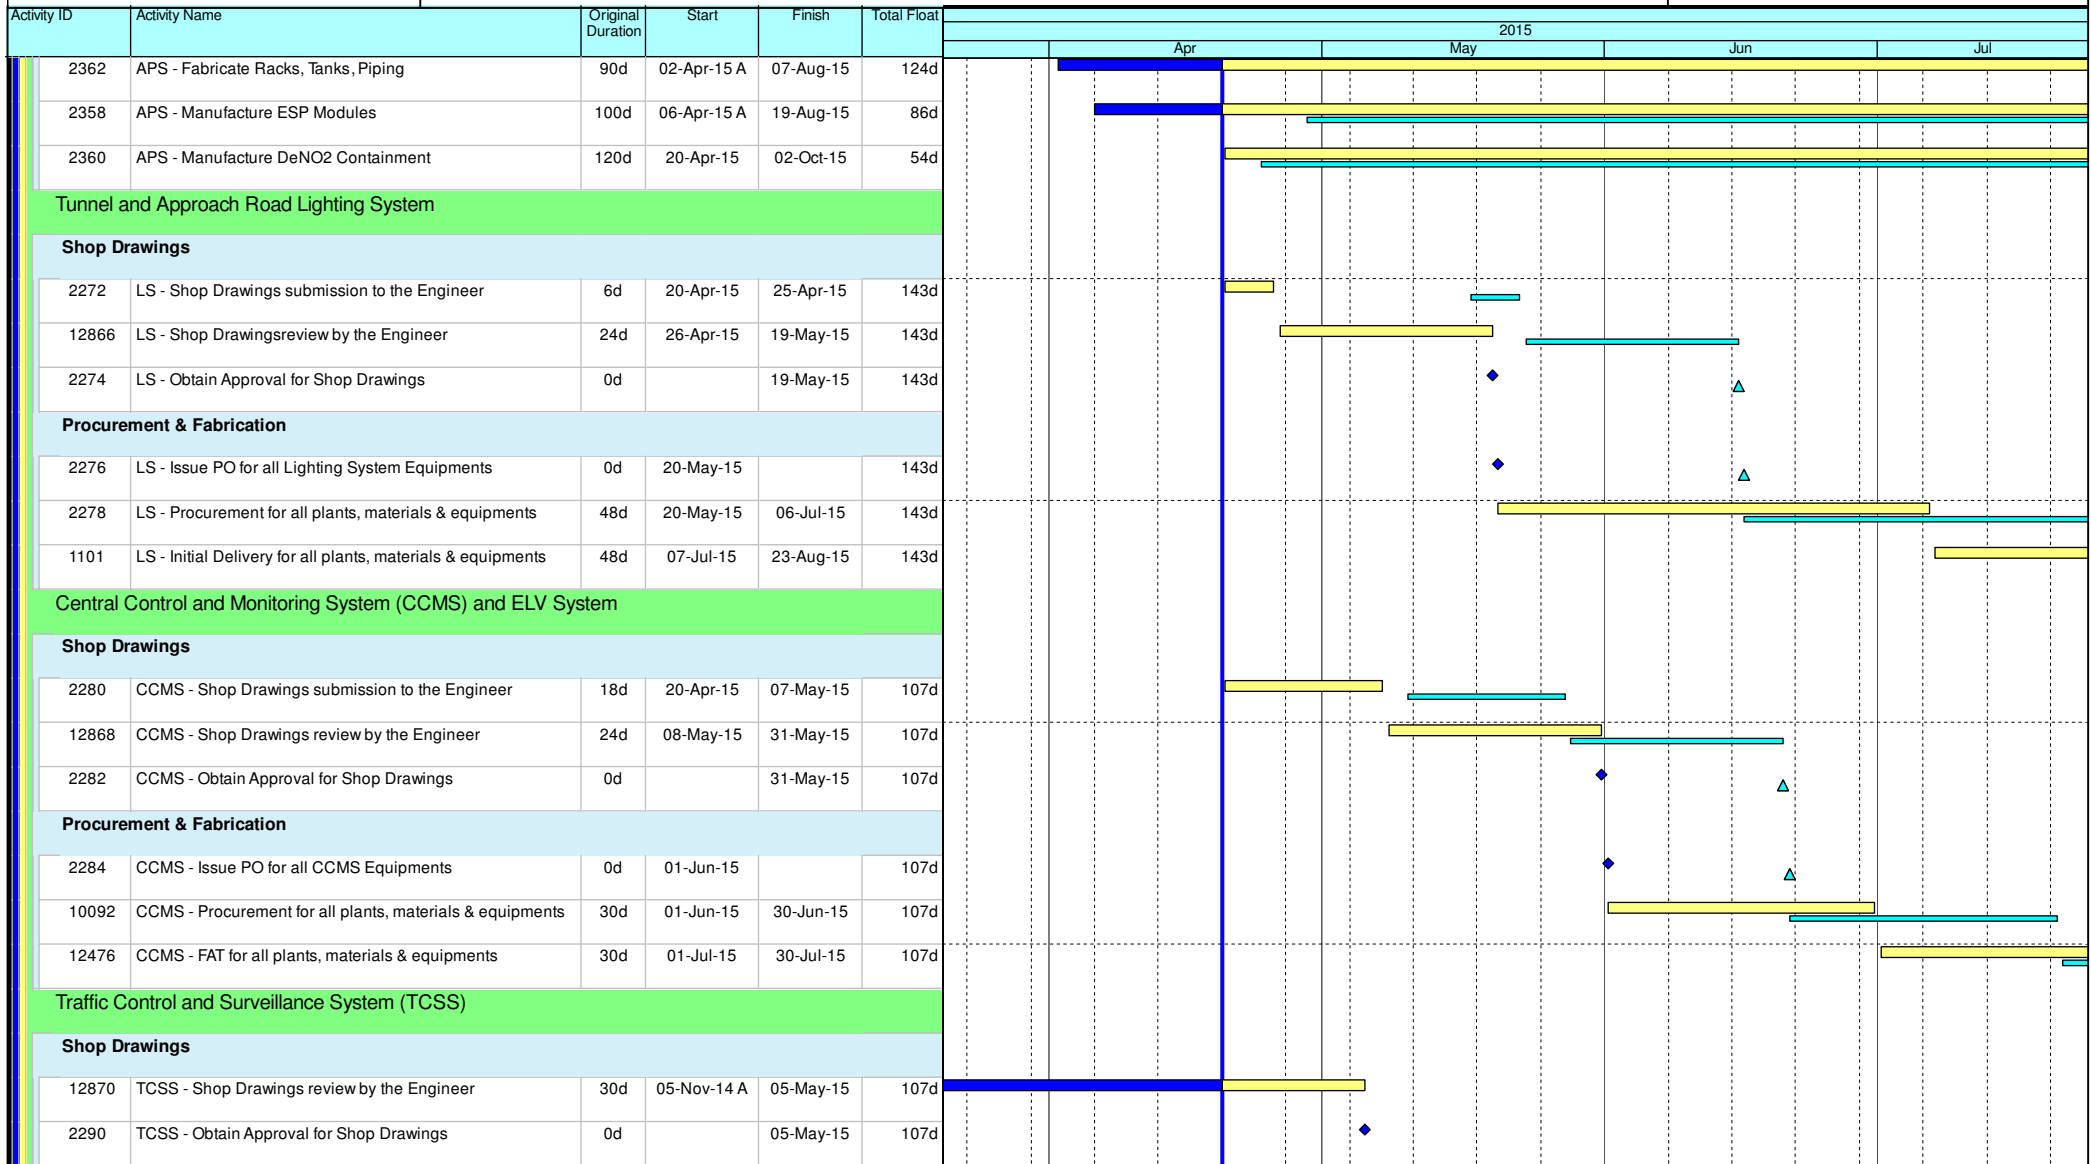 Activity ID Activity Name Original Duration Start Finish Total Float
2015
Apr May Jun Jul
2362 APS - Fabricate Racks, Tanks, Piping 90d 02-Apr-15 A 07-Aug-15 124d
2358 APS - Manufacture ESP Modules 100d 06-Apr-15 A 19-Aug-15 86d
2360 APS - Manufacture DeNO2 Containment 120d 20-Apr-15 02-Oct-15 54d
Tunnel and Approach Road Lighting System
Shop Drawings
2272 LS - Shop Drawings submission to the Engineer 6d 20-Apr-15 25-Apr-15 143d
12866 LS - Shop Drawingsreview by the Engineer 24d 26-Apr-15 19-May-15 143d
2274 LS - Obtain Approval for Shop Drawings 0d 19-May-15 143d
Procurement & Fabrication
2276 LS - Issue PO for all Lighting System Equipments 0d 20-May-15 143d
2278 LS - Procurement for all plants, materials & equipments 48d 20-May-15 06-Jul-15 143d
1101 LS - Initial Delivery for all plants, materials & equipments 48d 07-Jul-15 23-Aug-15 143d
Central Control and Monitoring System (CCMS) and ELV System
Shop Drawings
2280 CCMS - Shop Drawings submission to the Engineer 18d 20-Apr-15 07-May-15 107d
12868 CCMS - Shop Drawings review by the Engineer 24d 08-May-15 31-May-15 107d
2282 CCMS - Obtain Approval for Shop Drawings 0d 31-May-15 107d
Procurement & Fabrication
2284 CCMS - Issue PO for all CCMS Equipments 0d 01-Jun-15 107d
10092 CCMS - Procurement for all plants, materials & equipments 30d 01-Jun-15 30-Jun-15 107d
12476 CCMS - FAT for all plants, materials & equipments 30d 01-Jul-15 30-Jul-15 107d
Traffic Control and Surveillance System (TCSS)
Shop Drawings
12870 TCSS - Shop Drawings review by the Engineer 30d 05-Nov-14 A 05-May-15 107d
2290 TCSS - Obtain Approval for Shop Drawings 0d 05-May-15 107d